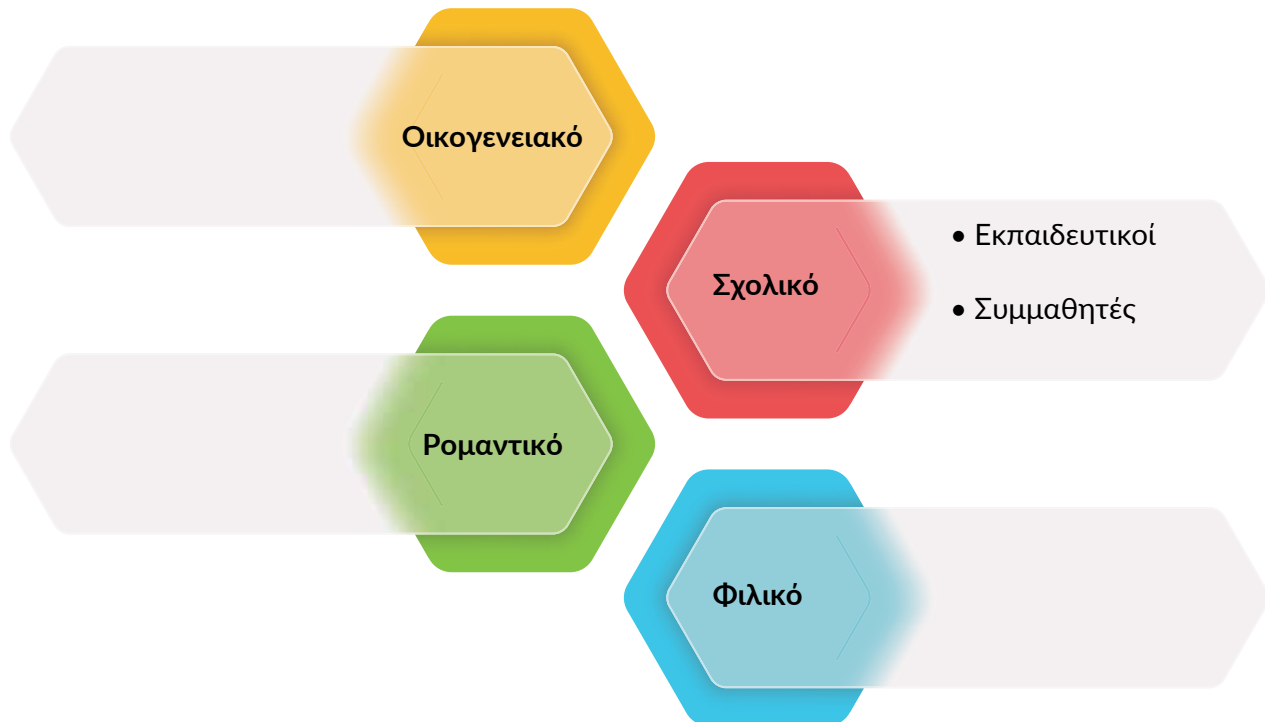 Οικογενειακό
Σχολικό
• Εκπαιδευτικοί
• Συμμαθητές
Ρομαντικό
Φιλικό